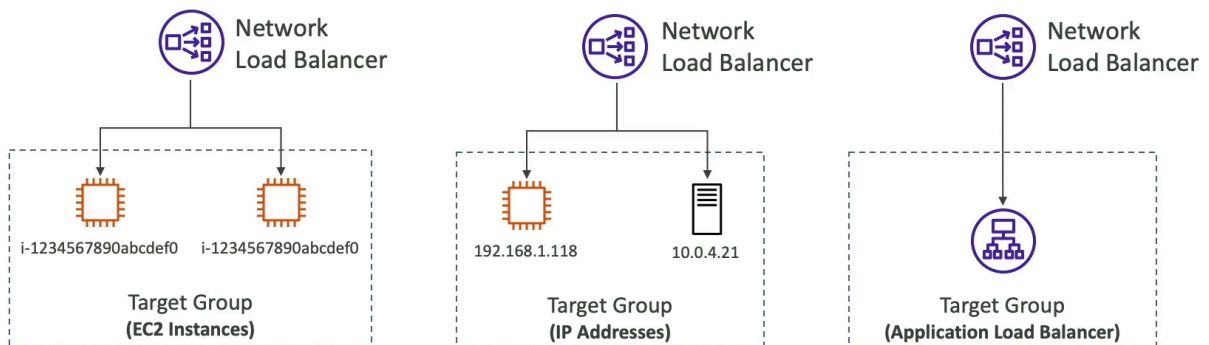 Network
Load Balancer
i-1234567890abcdef0
i-1234567890abcdef0
Target Group
(EC2 Instances)
Network
Load Balancer
192.168.1.118
10.0.4.21
Target Group
(IP Addresses)
Network
Load Balancer
Target Group
(Application Load Balancer)